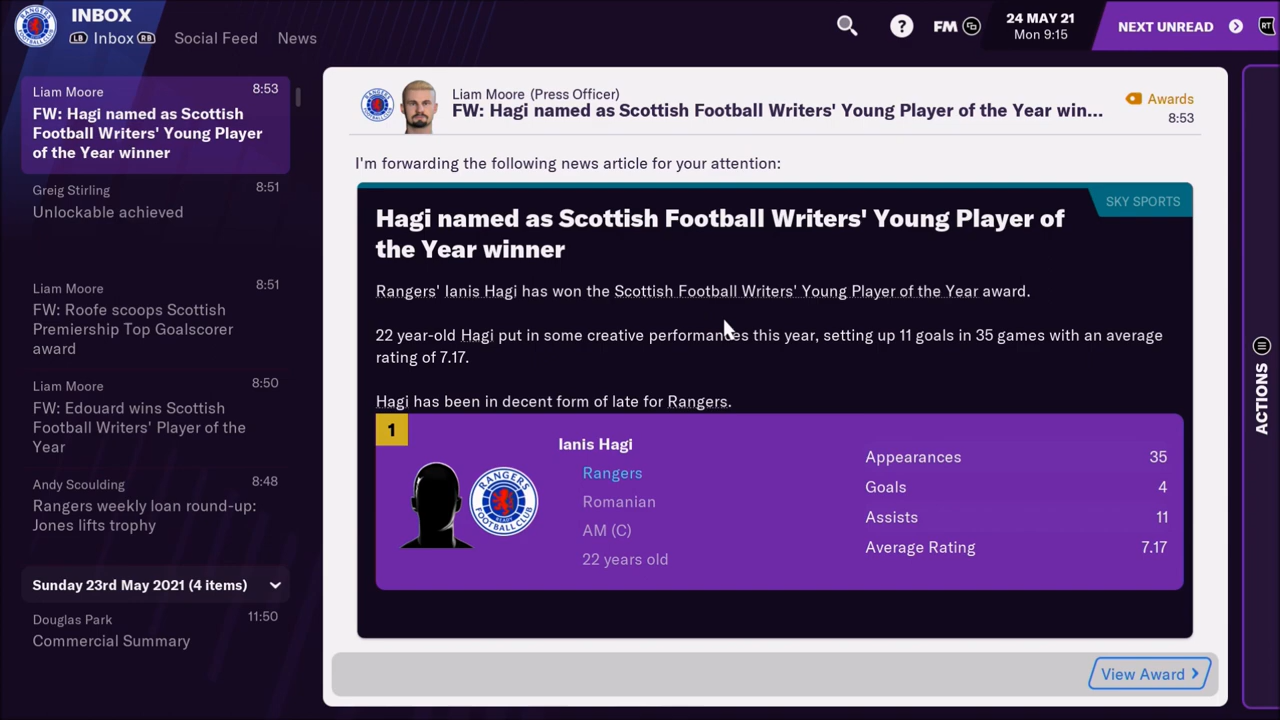 INBOX
LB Inbox RB Social Feed News
? FM
24 MAY 21
Mon 9:15
NEXT UNREAD
RT
Liam Moore 8:53
FW: Hagi named as Scottish
Football Writers' Young Player
of the Year winner
Greig Stirling 8:51
Unlockable achieved
Liam Moore 8:51
FW: Roofe scoops Scottish
Premiership Top Goalscorer
award
Liam Moore 8:50
FW: Edouard wins Scottish
Football Writers' Player of the
Year
Andy Scoulding 8:48
Rangers weekly loan round-up:
Jones lifts trophy
Sunday 23rd May 2021 (4 items)
Douglas Park 11:50
Commercial Summary
Liam Moore (Press Officer)
FW: Hagi named as Scottish Football Writers' Young Player of the Year win...
Awards
8:53
I'm forwarding the following news article for your attention:
SKY SPORTS
Hagi named as Scottish Football Writers' Young Player of
the Year winner
Rangers' Ianis Hagi has won the Scottish Football Writers' Young Player of the Year award.
22 year-old Hagi put in some creative performances this year, setting up 11 goals in 35 games with an average
rating of 7.17.
Hagi has been in decent form of late for Rangers.
1
RANGERS
READY
FOOTBALL CLUB
Ianis Hagi
Rangers
Romanian
AM (C)
22 years old
Appearances 35
Goals 4
Assists 11
Average Rating 7.17
View Award
ACTIONS